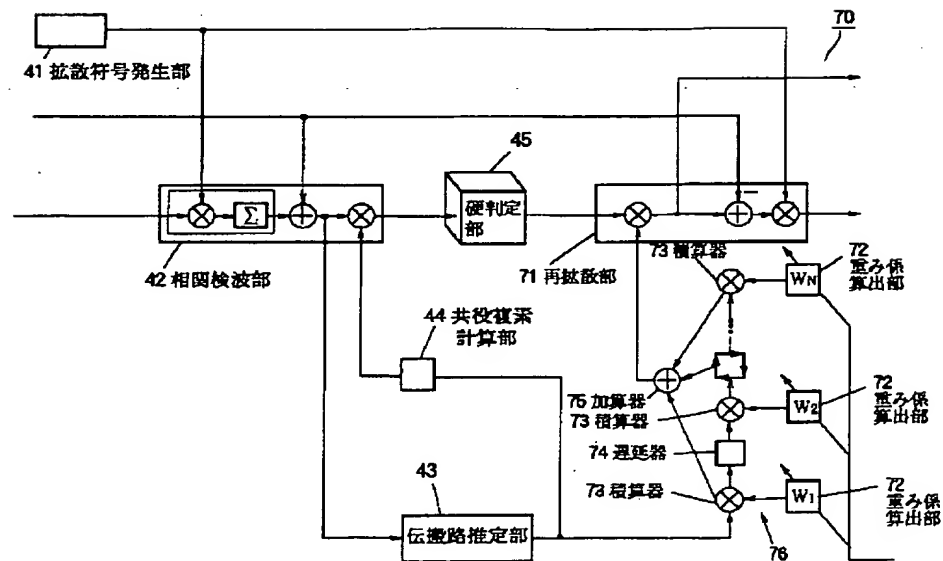 70
41 拡散符号発生部
45
硬判定
部
Σ
42 相関検波部
71 再拡散部
73 積算器
72
重み係
算出部
WN
44 共役複素
計算部
75 加算器
73 積算器
W2
72
重み係
算出部
74 遅延器
73 積算器
W1
72
重み係
算出部
43
伝搬路推定部
76